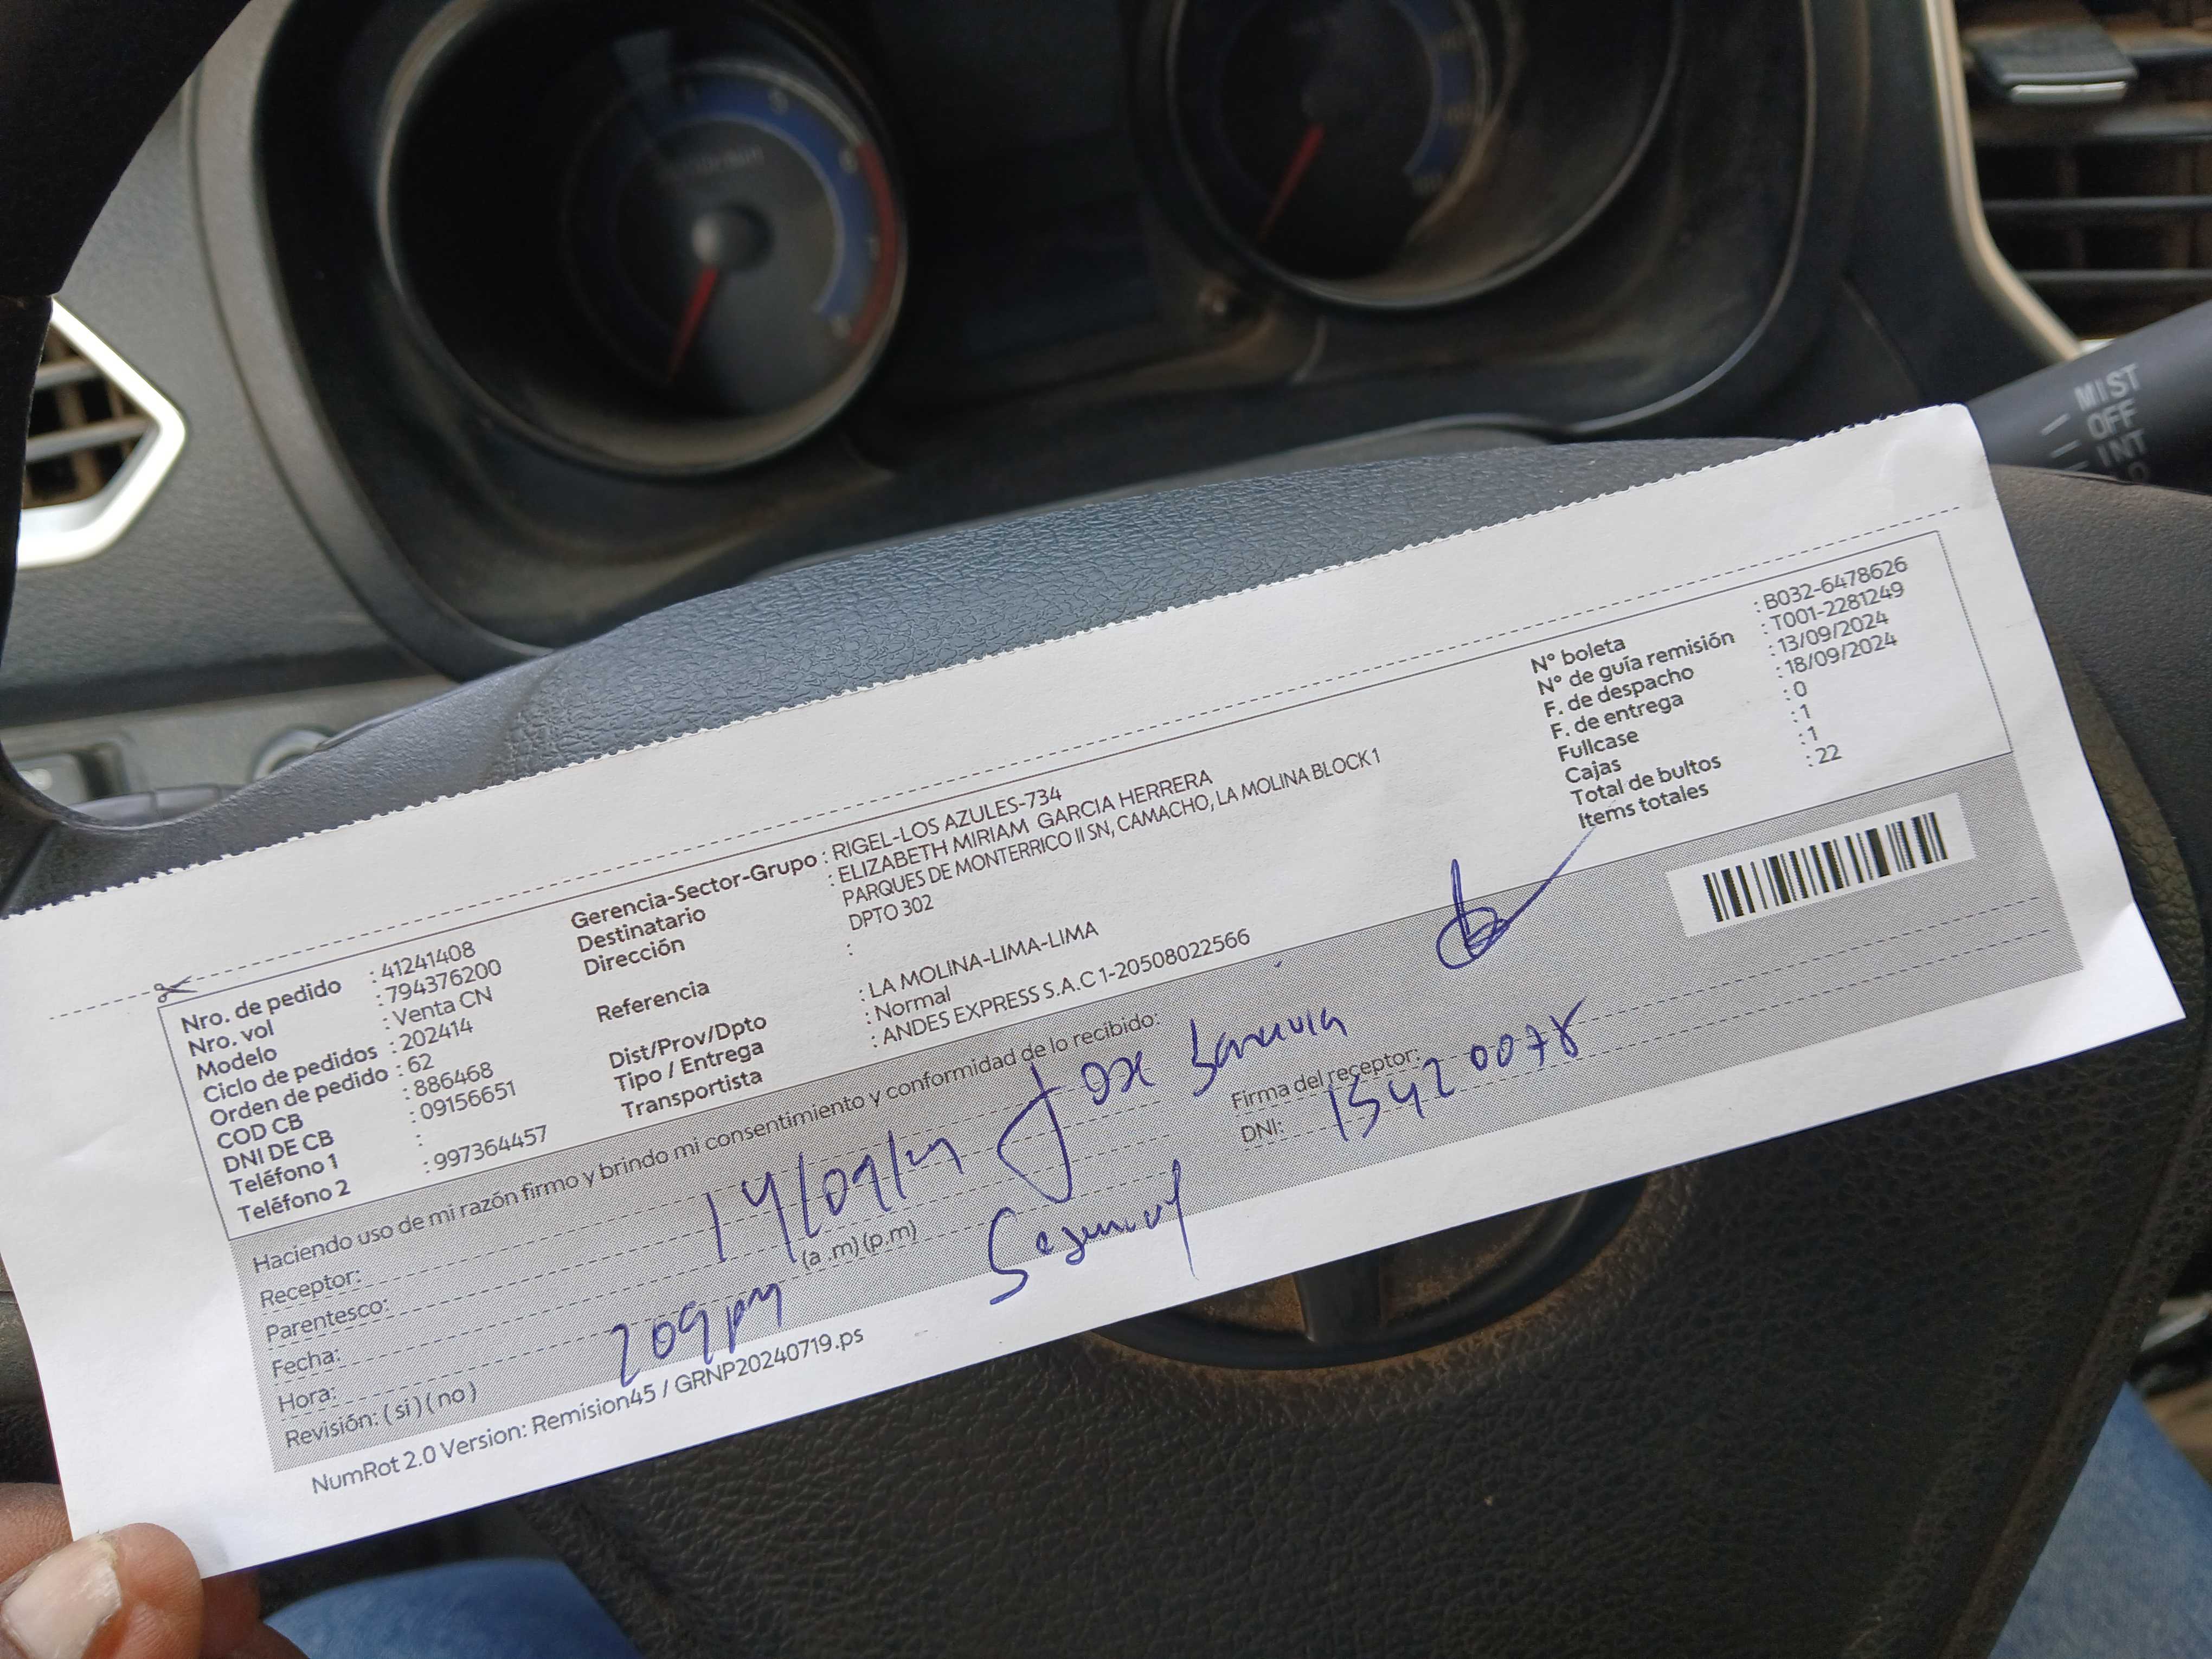 MIST
OFF
INT
Nro. de pedido : 41241408
Nro. vol : 794376200
Modelo : Venta CN
Ciclo de pedidos : 202414
Orden de pedido : 62
COD CB : 886468
DNI DE CB : 09156651
Teléfono 1 :
Teléfono 2 : 997364457
Gerencia-Sector-Grupo : RIGEL-LOS AZULES-734
Destinatario : ELIZABETH MIRIAM GARCIA HERRERA
Dirección PARQUES DE MONTERRICO II SN, CAMACHO, LA MOLINA BLOCK 1
DPTO 302
Referencia :
Dist/Prov/Dpto : LA MOLINA-LIMA-LIMA
Tipo / Entrega : Normal
Transportista : ANDES EXPRESS S.A.C 1-20508022566
N° boleta : B032-6478626
N° de guía remisión : T001-2281249
F. de despacho : 13/09/2024
F. de entrega : 18/09/2024
Fullcase : 0
Cajas : 1
Total de bultos : 1
Items totales : 22
Haciendo uso de mi razón firmo y brindo mi consentimiento y conformidad de lo recibido:
Receptor: Jose
Parentesco:
Fecha: 14/09/24
Hora: 209 pm (a .m) (p.m)
Revisión: ( si ) ( no )
Firma del receptor:
DNI: 15420078
NumRot 2.0 Version: Remision45 / GRNP20240719.ps